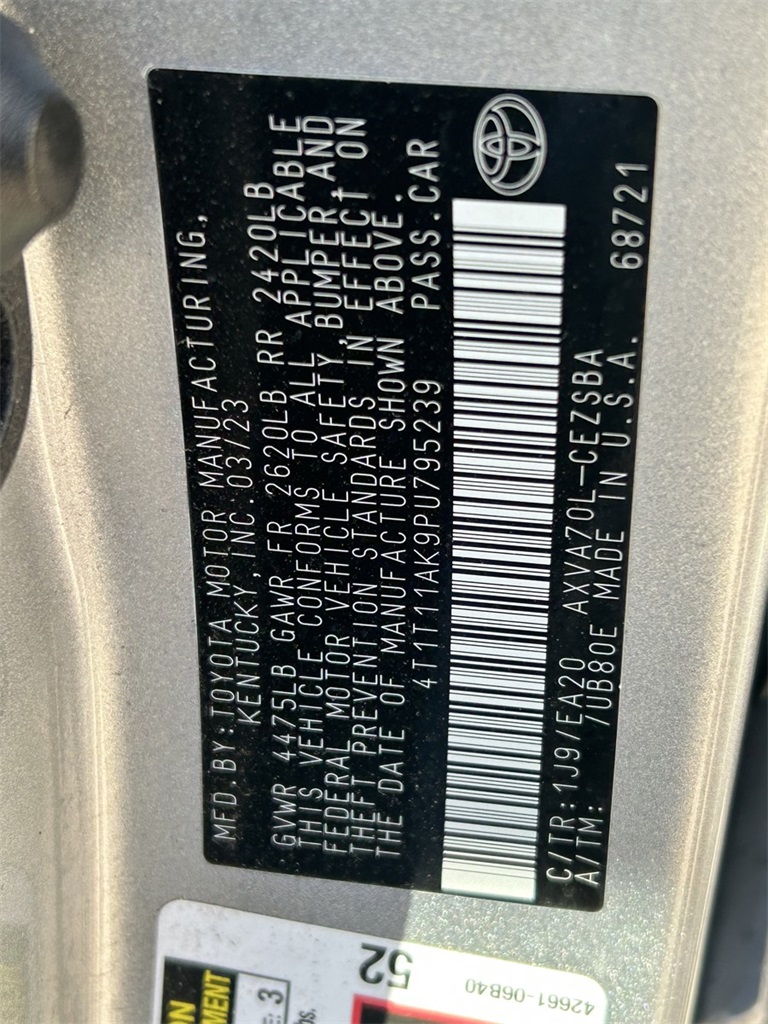 MFD.BY:TOYOTA MOTOR MANUFACTURING.,
KENTUCKY, INC. 03/23
GVWR 4475LB GAWR FR 2620LB RR 2420LB
THIS VEHICLE CONFORMS TO ALL APPLICABLE
FEDERAL MOTOR VEHICLE SAFETY, BUMPER, AND
THEFT PREVENTION STANDARDS IN EFFECT ON
THE DATE OF MANUFACTURE SHOWN ABOVE.
4T1T11AK9PU795239 PASS.CAR
C/TR:1J9/EA20 AXVA70L-CEZSBA 68721
A/TM: /UB80E MADE IN U.S.A.
52
42661-06B40